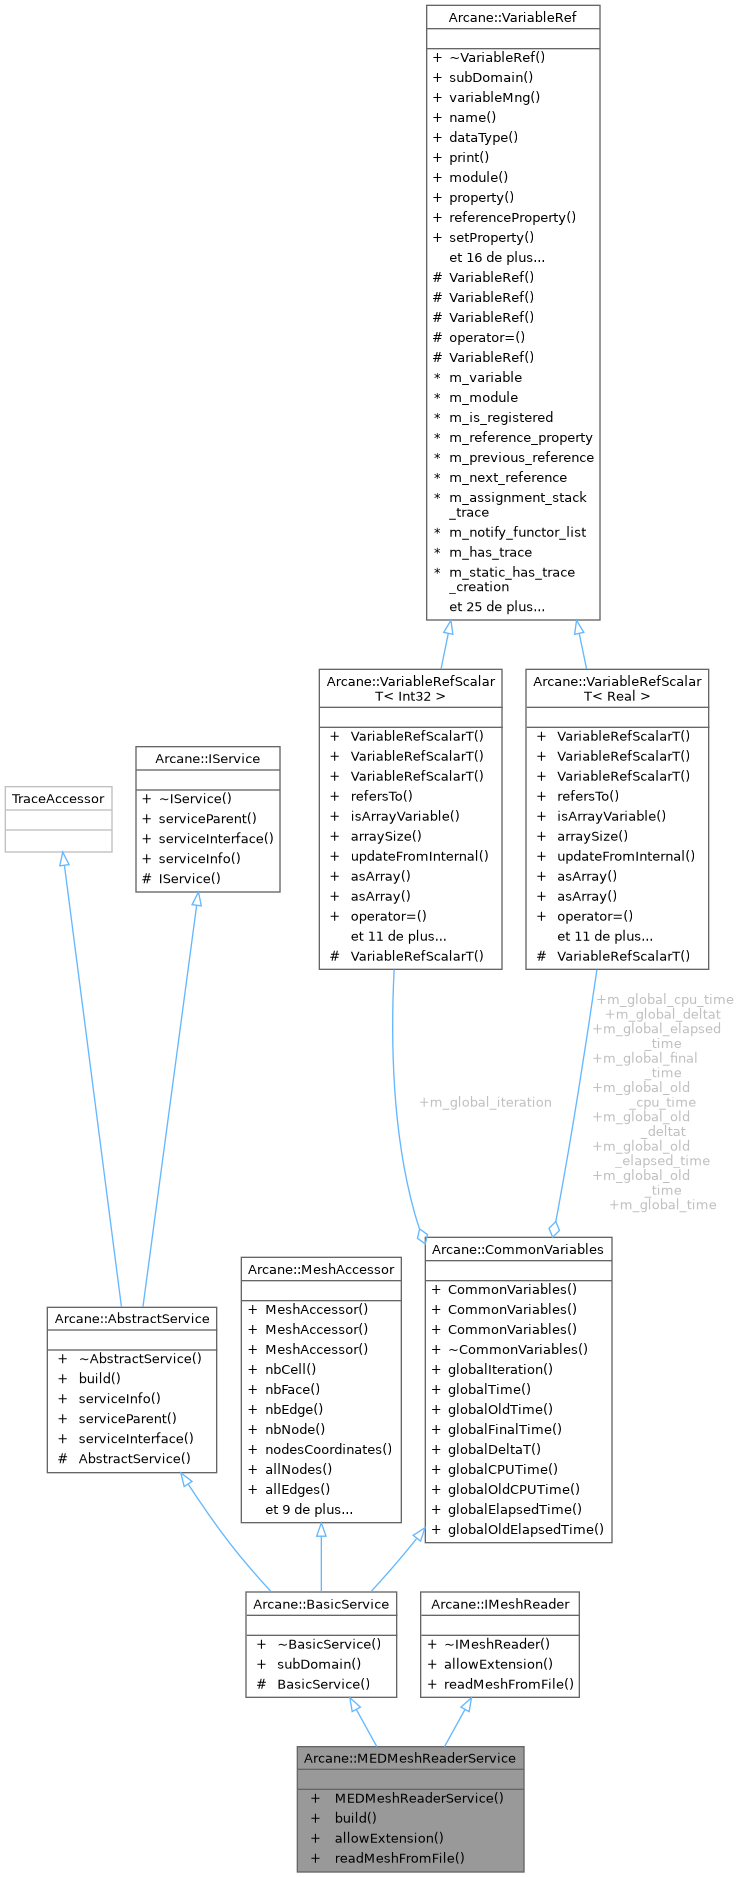 Arcane::VariableRef
+ ~VariableRef()
+ subDomain()
+ variableMng()
+ name()
+ dataType()
+ print()
+ module()
+ property()
+ referenceProperty()
+ setProperty()
et 16 de plus...
# VariableRef()
# VariableRef()
# VariableRef()
# operator=()
# VariableRef()
* m_variable
* m_module
* m_is_registered
* m_reference_property
* m_previous_reference
* m_next_reference
* m_assignment_stack
_trace
* m_notify_functor_list
* m_has_trace
* m_static_has_trace
_creation
et 25 de plus...
Arcane::VariableRefScalar
T< Int32 >
+ VariableRefScalarT()
+ VariableRefScalarT()
+ VariableRefScalarT()
+ refersTo()
+ isArrayVariable()
+ arraySize()
+ updateFromInternal()
+ asArray()
+ asArray()
+ operator=()
et 11 de plus...
# VariableRefScalarT()
Arcane::VariableRefScalar
T< Real >
+ VariableRefScalarT()
+ VariableRefScalarT()
+ VariableRefScalarT()
+ refersTo()
+ isArrayVariable()
+ arraySize()
+ updateFromInternal()
+ asArray()
+ asArray()
+ operator=()
et 11 de plus...
# VariableRefScalarT()
Arcane::IService
+ ~IService()
+ serviceParent()
+ serviceInterface()
+ serviceInfo()
# IService()
TraceAccessor
+m_global_cpu_time
+m_global_deltat
+m_global_elapsed
_time
+m_global_final
_time
+m_global_old
_cpu_time
+m_global_old
_deltat
+m_global_old
_elapsed_time
+m_global_old
_time
+m_global_time
+m_global_iteration
Arcane::CommonVariables
+ CommonVariables()
+ CommonVariables()
+ CommonVariables()
+ ~CommonVariables()
+ globalIteration()
+ globalTime()
+ globalOldTime()
+ globalFinalTime()
+ globalDeltaT()
+ globalCPUTime()
+ globalOldCPUTime()
+ globalElapsedTime()
+ globalOldElapsedTime()
Arcane::MeshAccessor
+ MeshAccessor()
+ MeshAccessor()
+ MeshAccessor()
+ nbCell()
+ nbFace()
+ nbEdge()
+ nbNode()
+ nodesCoordinates()
+ allNodes()
+ allEdges()
et 9 de plus...
Arcane::AbstractService
+ ~AbstractService()
+ build()
+ serviceInfo()
+ serviceParent()
+ serviceInterface()
# AbstractService()
Arcane::BasicService
+ ~BasicService()
+ subDomain()
# BasicService()
Arcane::IMeshReader
+ ~IMeshReader()
+ allowExtension()
+ readMeshFromFile()
Arcane::MEDMeshReaderService
+ MEDMeshReaderService()
+ build()
+ allowExtension()
+ readMeshFromFile()